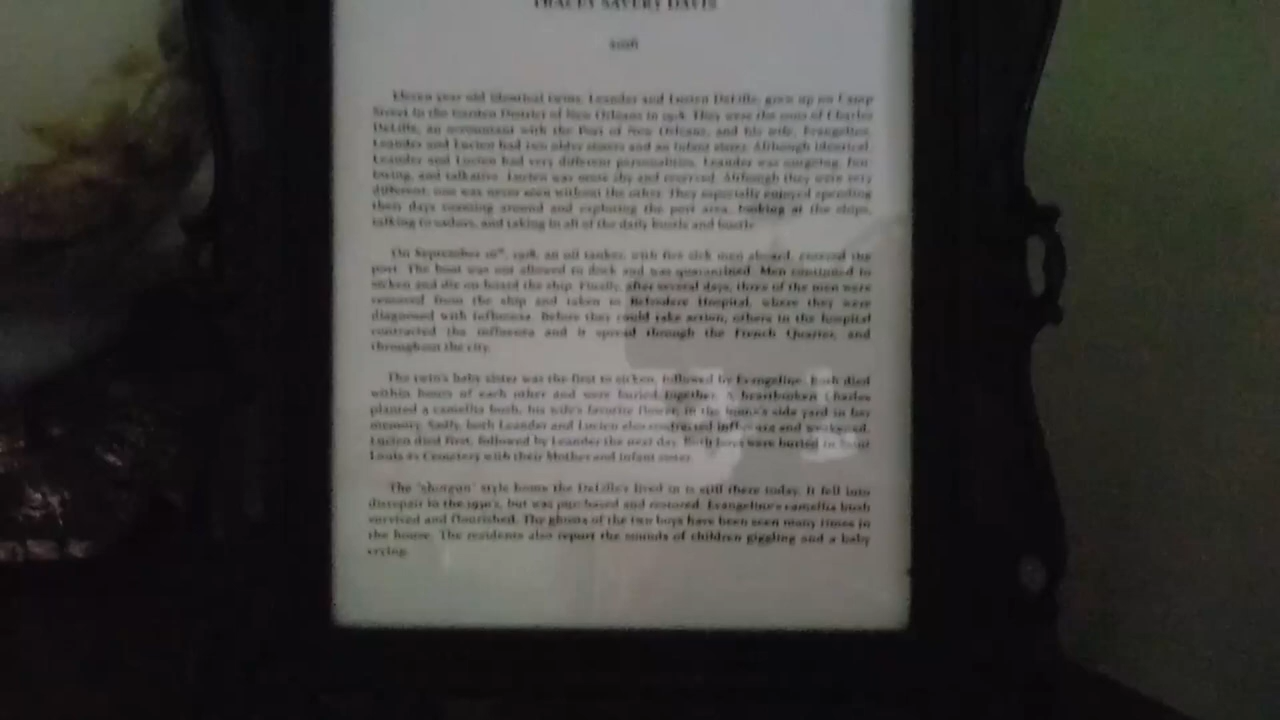 TRACEY SAVERY DAVIS
Eleven year old identical twins, Leander and Lucien DeLille, grew up on Camp
Street in the Garden District of New Orleans in 1918. They were the sons of Charles
DeLille, an accountant with the Port of New Orleans, and his wife, Evangeline.
Leander and Lucien had two older sisters and an infant sister. Although identical,
Leander and Lucien had very different personalities. Leander was outgoing, fun
loving, and talkative. Lucien was more shy and reserved. Although they were very
different, one was never seen without the other. They especially enjoyed spending
their days running around and exploring the port area, looking at the ships,
talking to sailors, and taking in all of the daily hustle and bustle.
On September 16th, 1918, an oil tanker, with five sick men aboard, entered the
port. The boat was not allowed to dock and was quarantined. Men continued to
sicken and die on board the ship. Finally, after several days, three of the men were
removed from the ship and taken to Belvedere Hospital, where they were
diagnosed with influenza. Before they could take action, others in the hospital
contracted the influenza and it spread through the French Quarter, and
throughout the city.
The twin's baby sister was the first to sicken, followed by Evangeline. Both died
within hours of each other and were buried together. A heartbroken Charles
planted a camellia bush, his wife's favorite flower, in the home's side yard in her
memory. Sadly, both Leander and Lucien also contracted influenza and weakened.
Lucien died first, followed by Leander the next day. Both boys were buried in Saint
Louis #1 Cemetery with their Mother and infant sister.
The "shotgun" style home the DeLille's lived in is still there today. It fell into
disrepair in the 1930's, but was purchased and restored. Evangeline's camellia bush
survived and flourished. The ghosts of the two boys have been seen many times in
the house. The residents also report the sounds of children giggling and a baby
crying.